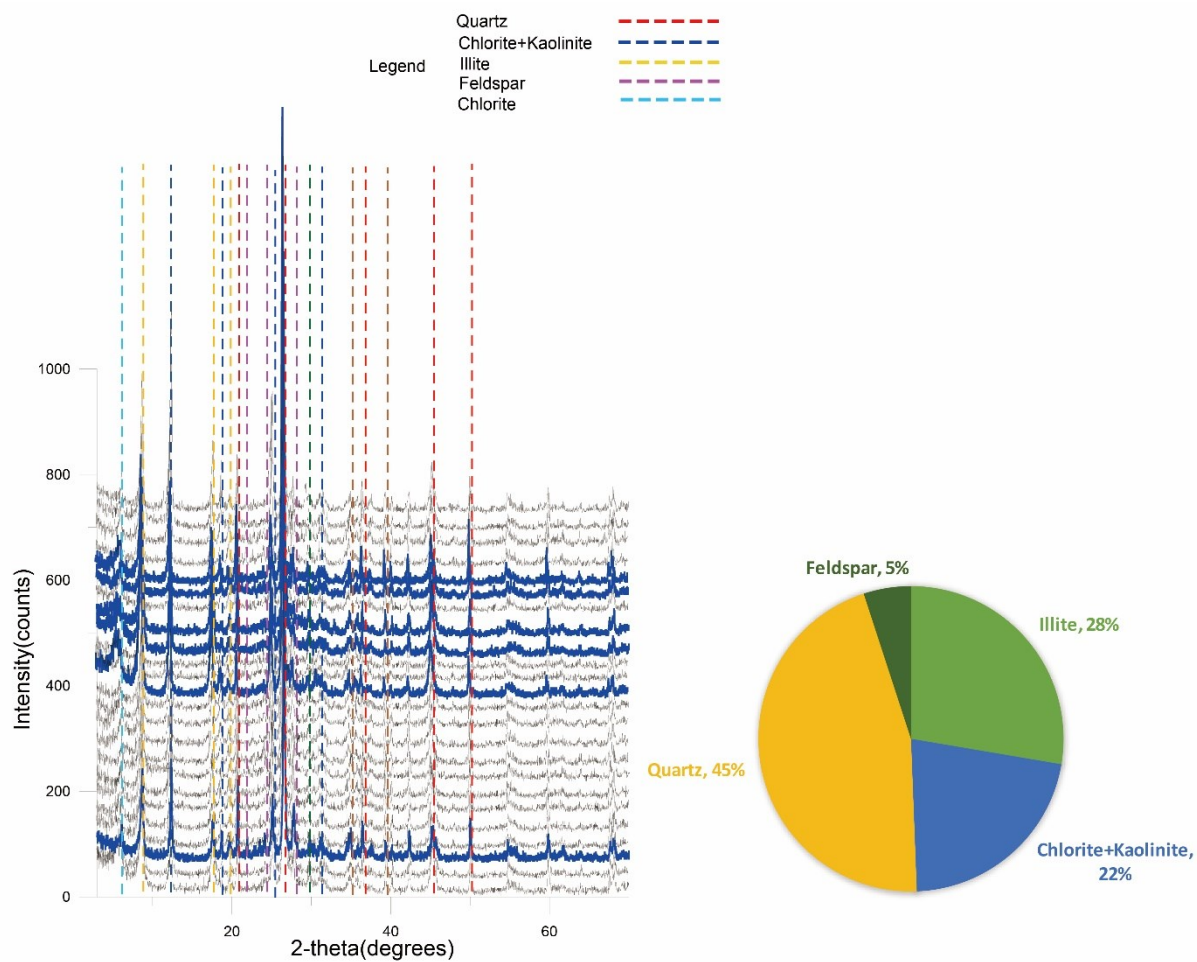 Quartz
Chlorite+Kaolinite
Legend
Illite
Feldspar
Chlorite
1000
800
600
400
200
0
Intensity(counts)
20
40
60
2-theta(degrees)
Feldspar, 5%
Illite, 28%
Quartz, 45%
Chlorite+Kaolinite,
22%